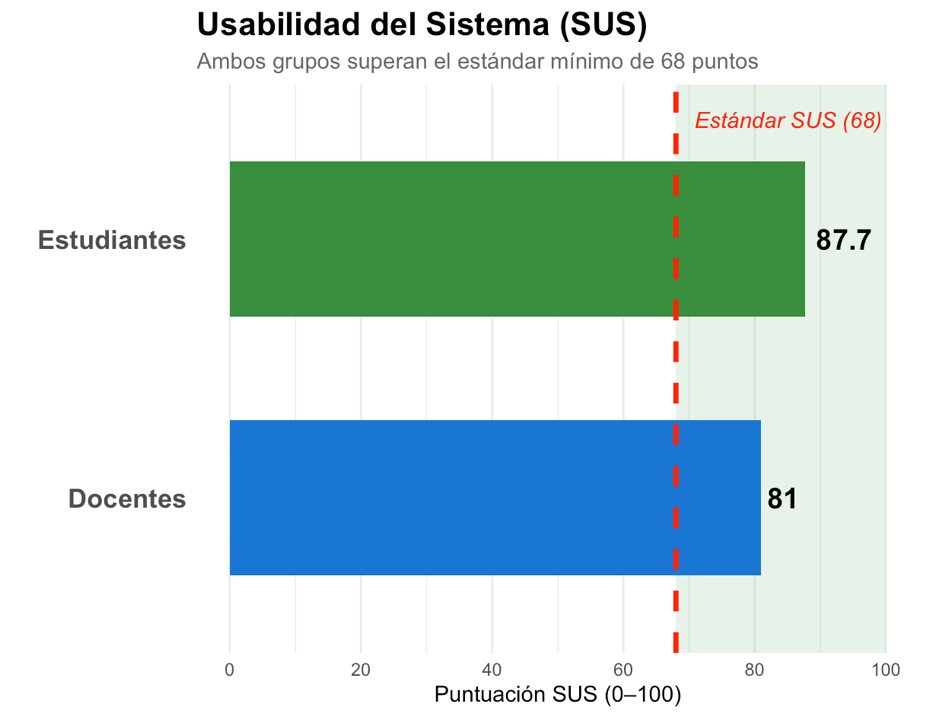 Usabilidad del Sistema (SUS)
Ambos grupos superan el estándar mínimo de 68 puntos
Estándar SUS (68)
Estudiantes
87.7
Docentes
81
0 20 40 60 80 100
Puntuación SUS (0–100)